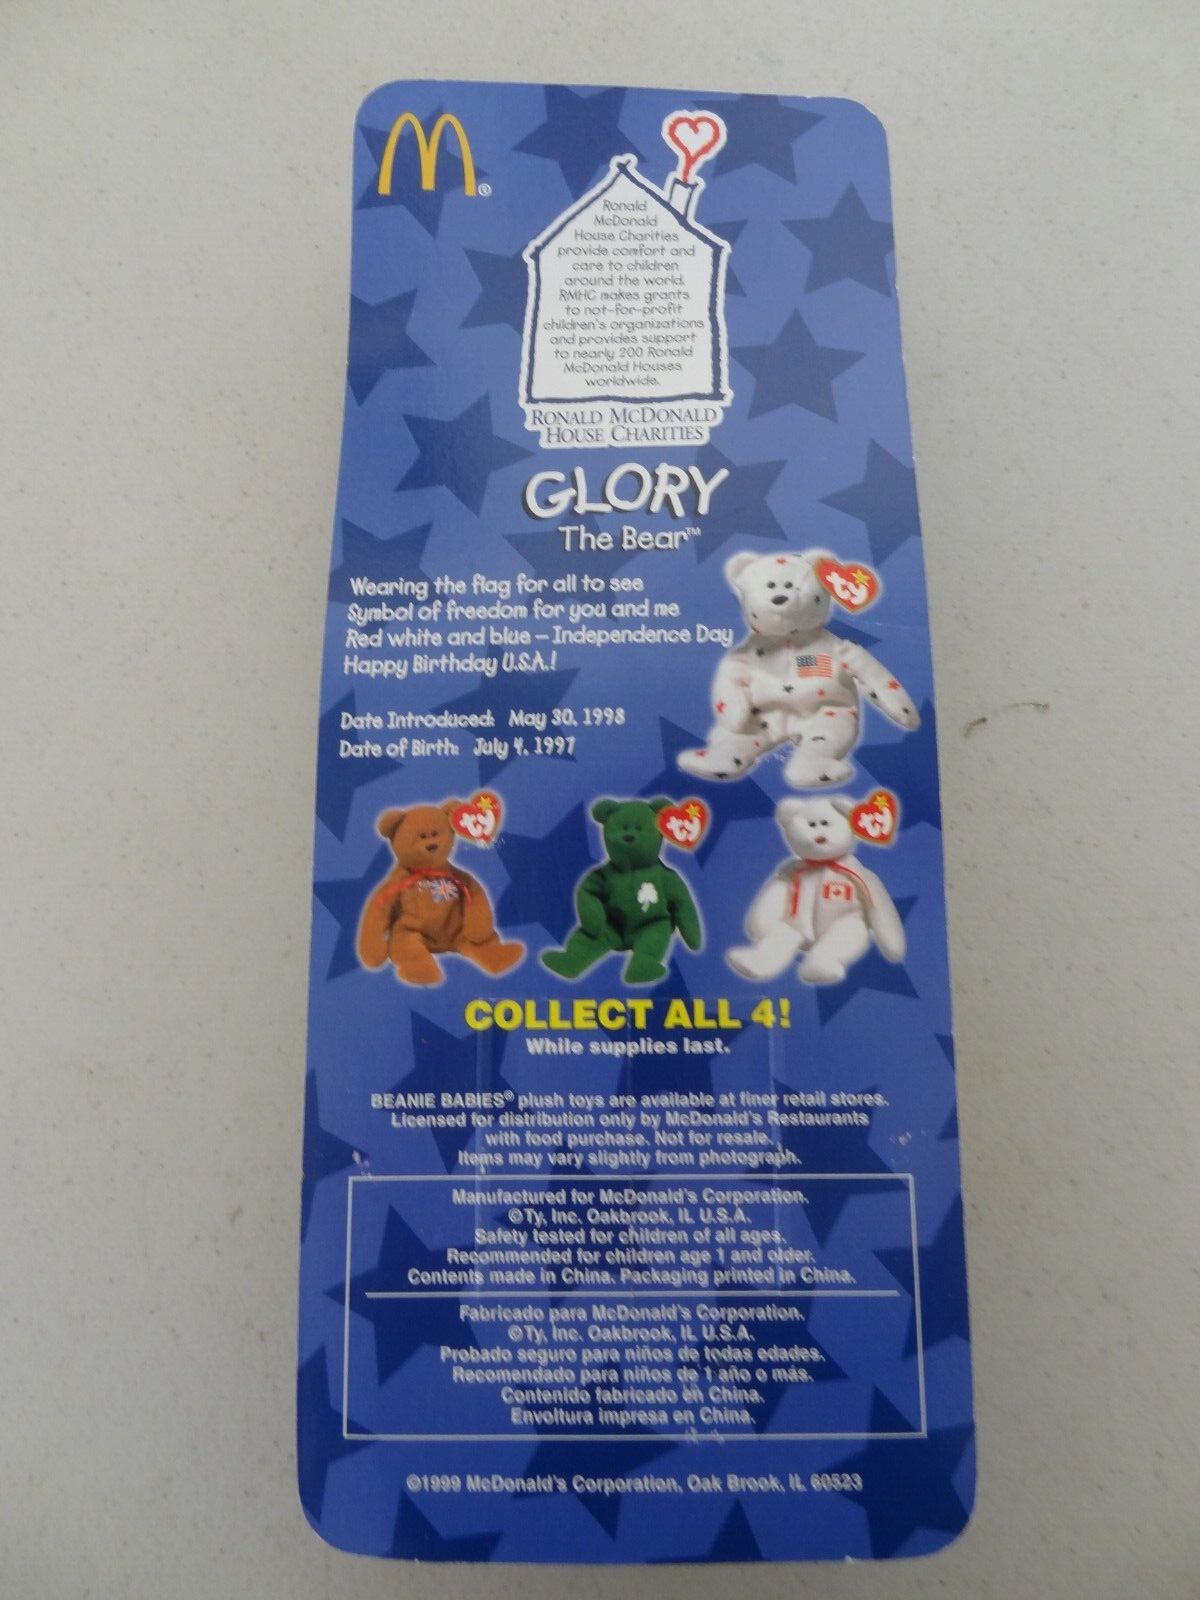 M®
Ronald
McDonald
House Charities
provide comfort and
care to children
around the world.
RMHC makes grants
to not-for-profit
children's organizations
and provides support
to nearly 200 Ronald
McDonald Houses
worldwide.
RONALD MCDONALD
HOUSE CHARITIES
GLORY
The Bear™
Wearing the flag for all to see
Symbol of freedom for you and me
Red white and blue – Independence Day
Happy Birthday U.S.A.!
Date Introduced: May 30, 1998
Date of Birth: July 4, 1997
ty
ty
ty
ty
COLLECT ALL 4!
While supplies last.
BEANIE BABIES® plush toys are available at finer retail stores.
Licensed for distribution only by McDonald's Restaurants
with food purchase. Not for resale.
Items may vary slightly from photograph.
Manufactured for McDonald's Corporation.
©Ty, Inc. Oakbrook, IL U.S.A.
Safety tested for children of all ages.
Recommended for children age 1 and older.
Contents made in China. Packaging printed in China.
Fabricado para McDonald's Corporation.
©Ty, Inc. Oakbrook, IL U.S.A.
Probado seguro para niños de todas edades.
Recomendado para niños de 1 año o más.
Contenido fabricado en China.
Envoltura impresa en China.
©1999 McDonald's Corporation, Oak Brook, IL 60523